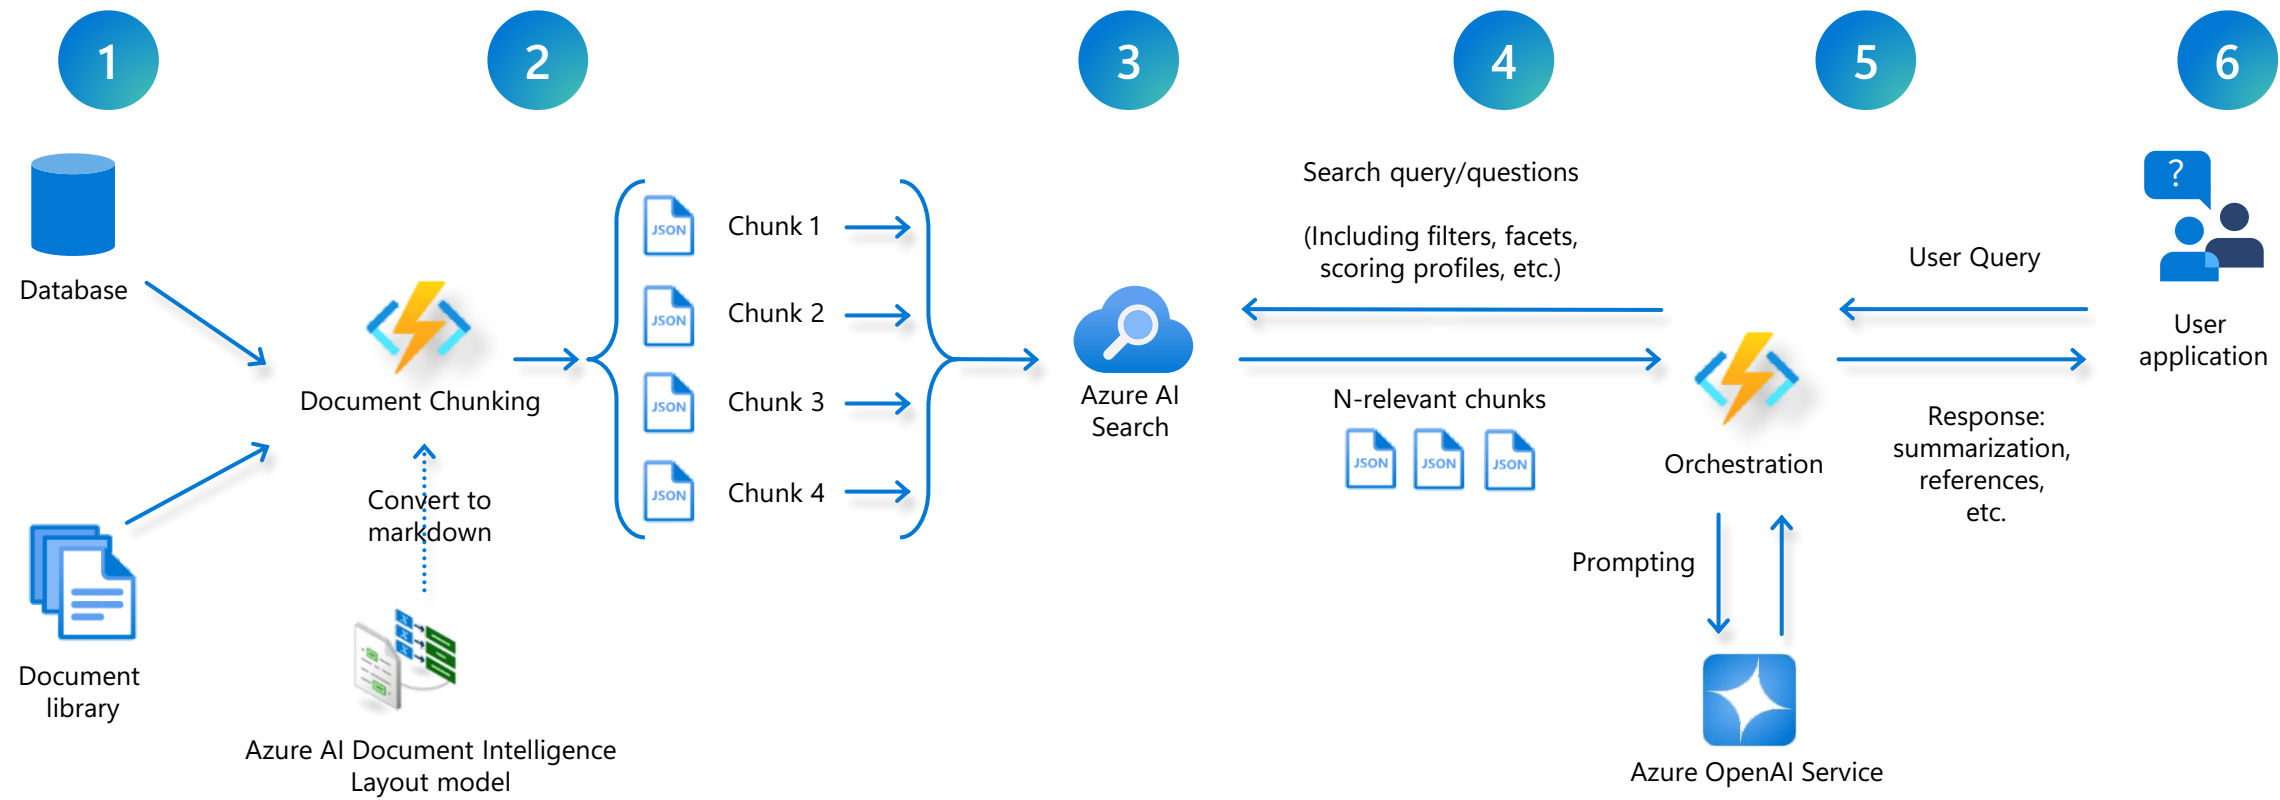 1
2
3
4
5
6
Database
Document
library
Document Chunking
Convert to
markdown
Azure AI Document Intelligence
Layout model
JSON
Chunk 1
JSON
Chunk 2
JSON
Chunk 3
JSON
Chunk 4
Azure AI
Search
Search query/questions
(Including filters, facets,
scoring profiles, etc.)
N-relevant chunks
JSON
JSON
JSON
Orchestration
Prompting
Azure OpenAI Service
User Query
Response:
summarization,
references,
etc.
?
User
application